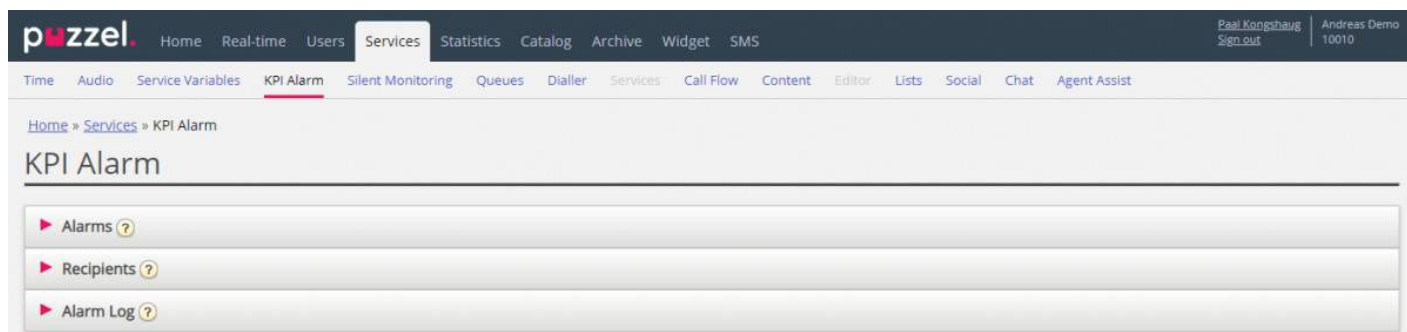 puzzel. Home Real-time Users Services Statistics Catalog Archive Widget SMS
Paal Kongshaug
Sign out
Andreas Demo
10010
Time Audio Service Variables KPI Alarm Silent Monitoring Queues Dialler Services Call Flow Content Editor Lists Social Chat Agent Assist
Home » Services » KPI Alarm
KPI Alarm
Alarms ?
Recipients ?
Alarm Log ?